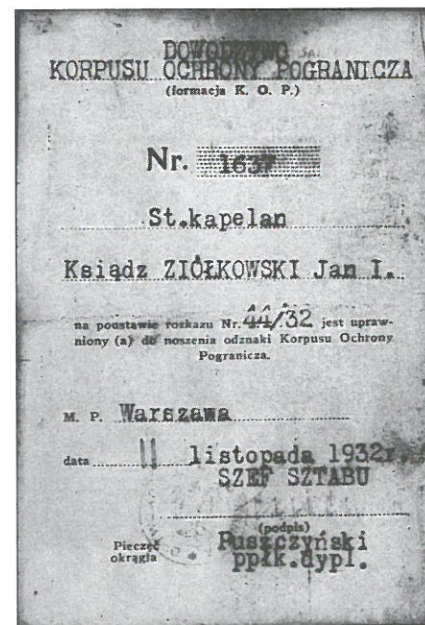 DOWÓDZTWO
KORPUSU OCHRONY POGRANICZA
(formacja K. O. P.)
Nr. 1637
St.kapelan
Ksiądz ZIÓŁKOWSKI Jan I.
na podstawie rozkazu Nr. 44/32 jest upraw-
niony (a) do noszenia odznaki Korpusu Ochrony
Pogranicza.
M. P. Warszawa
data 11 listopada 1932r.
SZEF SZTABU
(podpis)
Pieczęć
okrągła
Puszczyński
ppłk.dypl.